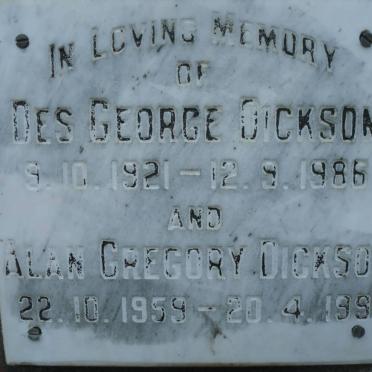 IN LOVING MEMORY
OF
DES GEORGE DICKSON
9.10.1921 – 12.9.1986
AND
ALAN GREGORY DICKSON
22.10.1959 – 20.4.199